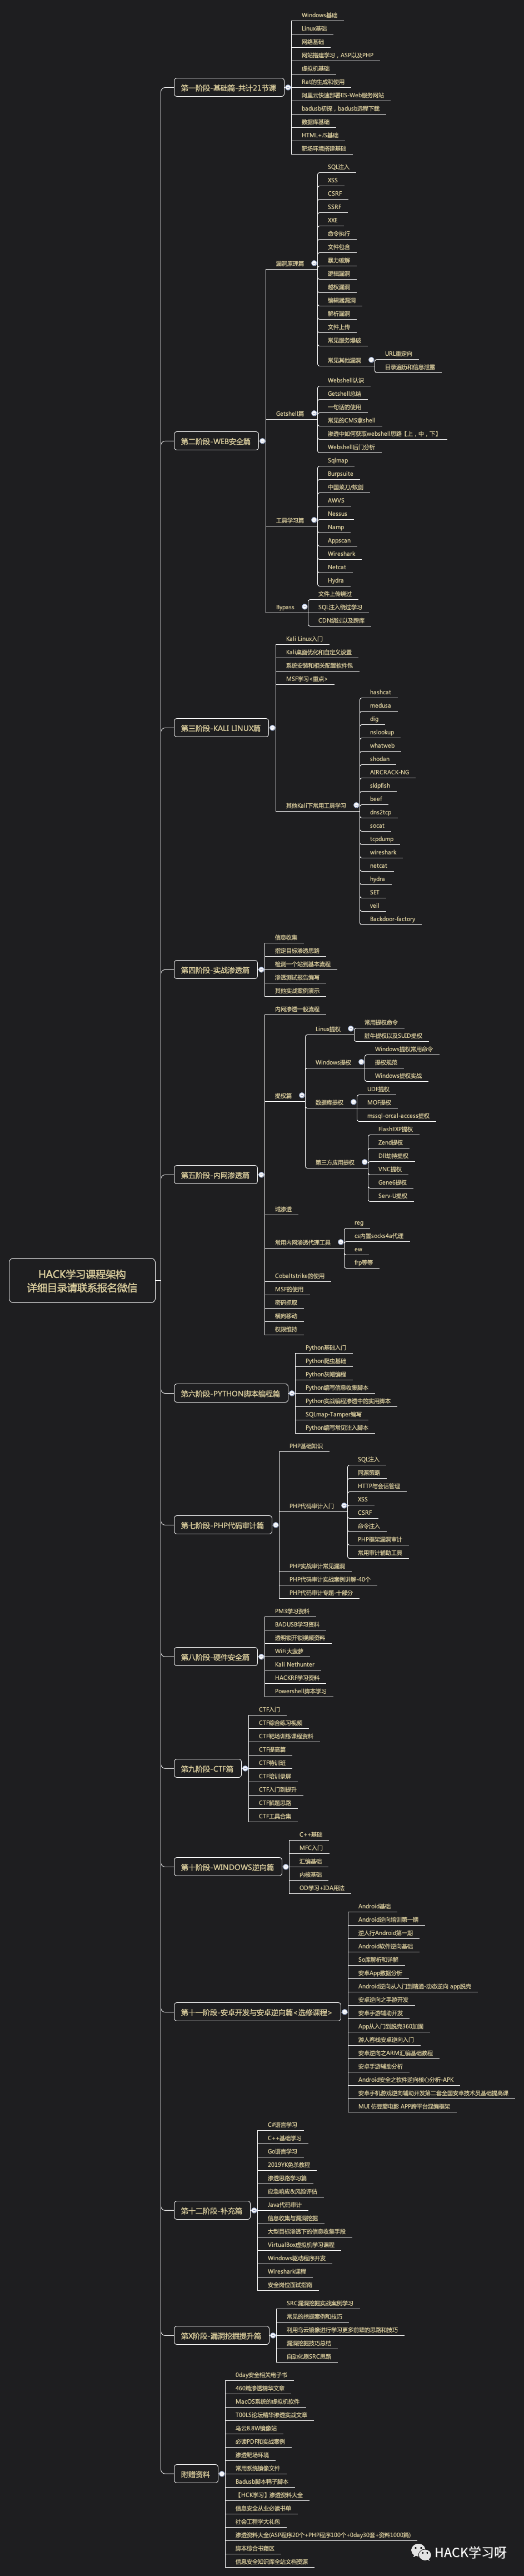 HACK学习课程架构
详细目录请联系报名微信
第一阶段-基础篇-共计21节课
Windows基础
Linux基础
网络基础
网站搭建学习，ASP以及PHP
虚拟机基础
Rat的生成和使用
阿里云快速部署IIS-Web服务网站
badusb初探，badusb远程下载
数据库基础
HTML+JS基础
靶场环境搭建基础
第二阶段-WEB安全篇
漏洞原理篇
SQL注入
XSS
CSRF
SSRF
XXE
命令执行
文件包含
暴力破解
逻辑漏洞
越权漏洞
编辑器漏洞
解析漏洞
文件上传
常见服务爆破
常见其他漏洞
URL重定向
目录遍历和信息泄露
Getshell篇
Webshell认识
Getshell总结
一句话的使用
常见的CMS拿shell
渗透中如何获取webshell思路【上，中，下】
Webshell后门分析
工具学习篇
Sqlmap
Burpsuite
中国菜刀/蚁剑
AWVS
Nessus
Namp
Appscan
Wireshark
Netcat
Hydra
Bypass
文件上传绕过
SQL注入绕过学习
CDN绕过以及跨库
第三阶段-KALI LINUX篇
Kali Linux入门
Kali桌面优化和自定义设置
系统安装和相关配置软件包
MSF学习<重点>
其他Kali下常用工具学习
hashcat
medusa
dig
nslookup
whatweb
shodan
AIRCRACK-NG
skipfish
beef
dns2tcp
socat
tcpdump
wireshark
netcat
hydra
SET
veil
Backdoor-factory
第四阶段-实战渗透篇
信息收集
指定目标渗透思路
检测一个站到基本流程
渗透测试报告编写
其他实战案例演示
第五阶段-内网渗透篇
内网渗透一般流程
提权篇
Linux提权
常用提权命令
脏牛提权以及SUID提权
Windows提权
Windows提权常用命令
提权规范
Windows提权实战
数据库提权
UDF提权
MOF提权
mssql-orcal-access提权
第三方应用提权
FlashIXP提权
Zend提权
Dll劫持提权
VNC提权
Gene6提权
Serv-U提权
域渗透
常用内网渗透代理工具
reg
cs内置socks4a代理
ew
frp等等
Cobaltstrike的使用
MSF的使用
密码抓取
横向移动
权限维持
第六阶段-PYTHON脚本编程篇
Python基础入门
Python爬虫基础
Python灰帽编程
Python编写信息收集脚本
Python实战编程渗透中的实用脚本
SQLmap-Tamper编写
Python编写常见注入脚本
第七阶段-PHP代码审计篇
PHP基础知识
PHP代码审计入门
SQL注入
同源策略
HTTP与会话管理
XSS
CSRF
命令注入
PHP框架漏洞审计
常用审计辅助工具
PHP实战审计常见漏洞
PHP代码审计实战案例讲解-40个
PHP代码审计专题-十部分
第八阶段-硬件安全篇
PM3学习资料
BADUSB学习资料
透明锁开锁视频资料
WiFi大菠萝
Kali Nethunter
HACKRF学习资料
Powershell脚本学习
第九阶段-CTF篇
CTF入门
CTF综合练习视频
CTF靶场训练课程资料
CTF提高篇
CTF特训班
CTF培训录屏
CTF入门到提升
CTF解题思路
CTF工具合集
第十阶段-WINDOWS逆向篇
C++基础
MFC入门
汇编基础
内核基础
OD学习+IDA用法
第十一阶段-安卓开发与安卓逆向篇<选修课程>
Android基础
Android逆向培训第一期
逆人行Android第一期
Android软件逆向基础
So库解析和详解
安卓App数据分析
Android逆向从入门到精通-动态逆向 app脱壳
安卓逆向之手游开发
安卓手游辅助开发
App从入门到脱壳360加固
游人客栈安卓逆向入门
安卓逆向之ARM汇编基础教程
安卓手游辅助分析
Android安全之软件逆向核心分析-APK
安卓手机游戏逆向辅助开发第二套全国安卓技术员基础提高课
MUI 仿豆瓣电影 APP跨平台混编框架
第十二阶段-补充篇
C#语言学习
C++基础学习
Go语言学习
2019YK免杀教程
渗透思路学习篇
应急响应&风险评估
Java代码审计
信息收集与漏洞挖掘
大型目标渗透下的信息收集手段
VirtualBox虚拟机学习课程
Windows驱动程序开发
Wireshark课程
安全岗位面试指南
第X阶段-漏洞挖掘提升篇
SRC漏洞挖掘实战案例学习
常见的挖掘案例和技巧
利用乌云镜像进行学习更多前辈的思路和技巧
漏洞挖掘技巧总结
自动化刷SRC思路
附赠资料
0day安全相关电子书
460篇渗透精华文章
MacOS系统的虚拟机软件
T00LS论坛精华渗透实战文章
乌云8.8W镜像站
必读PDF和实战案例
渗透靶场环境
常用系统镜像文件
Badusb脚本鸭子脚本
【HCK学习】渗透资料大全
信息安全从业必读书单
社会工程学大礼包
渗透资料大全(ASP程序20个+PHP程序100个+0day30套+资料1000篇)
脚本综合书籍区
信息安全知识库全站文档资源
HACK学习呀